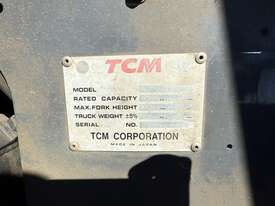 TCM
MODEL
RATED CAPACITY
MAX. FORK HEIGHT
TRUCK WEIGHT ±5%
SERIAL NO.
TCM CORPORATION
MADE IN JAPAN